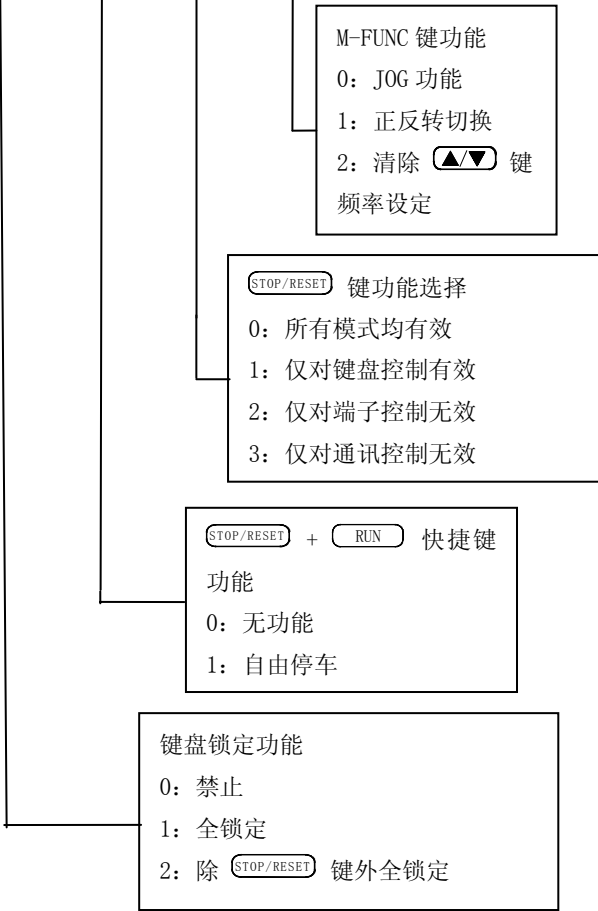 M-FUNC 键功能
0：JOG 功能
1：正反转切换
2：清除 ▲/▼ 键
频率设定
STOP/RESET 键功能选择
0：所有模式均有效
1：仅对键盘控制有效
2：仅对端子控制无效
3：仅对通讯控制无效
STOP/RESET + RUN 快捷键
功能
0：无功能
1：自由停车
键盘锁定功能
0：禁止
1：全锁定
2：除 STOP/RESET 键外全锁定